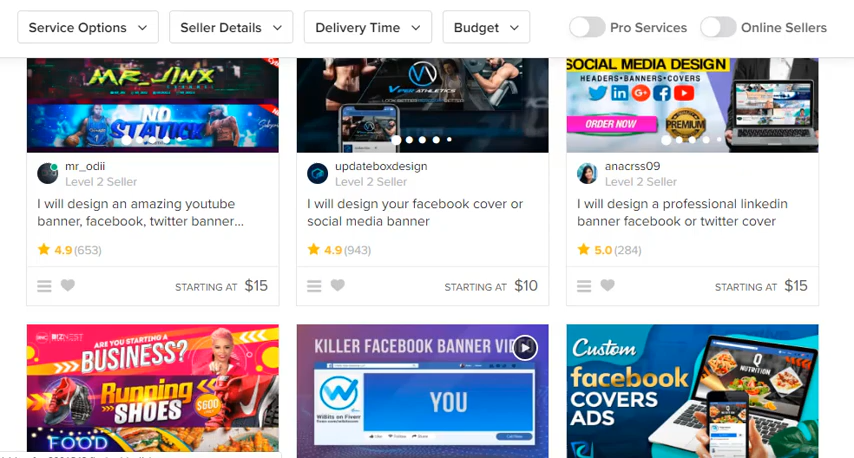 Service Options
Seller Details
Delivery Time
Budget
Pro Services
Online Sellers
MR_JINX
NO
STATICK
VIPER ATHLETICS
SOCIAL MEDIA DESIGN
HEADERS•BANNERS•COVERS
ORDER NOW
PREMIUM
mr_odii
Level 2 Seller
I will design an amazing youtube
banner, facebook, twitter banner...
4.9 (653)
STARTING AT $15
updateboxdesign
Level 2 Seller
I will design your facebook cover or
social media banner
4.9 (943)
STARTING AT $10
anacrss09
Level 2 Seller
I will design a professional linkedin
banner facebook or twitter cover
5.0 (284)
STARTING AT $15
ARE YOU STARTING A
BUSINESS?
Running
SHOES
$600
FOOD
KILLER FACEBOOK BANNER
YOU
Custom
facebook
COVERS
ADS
Q
NUTRITION